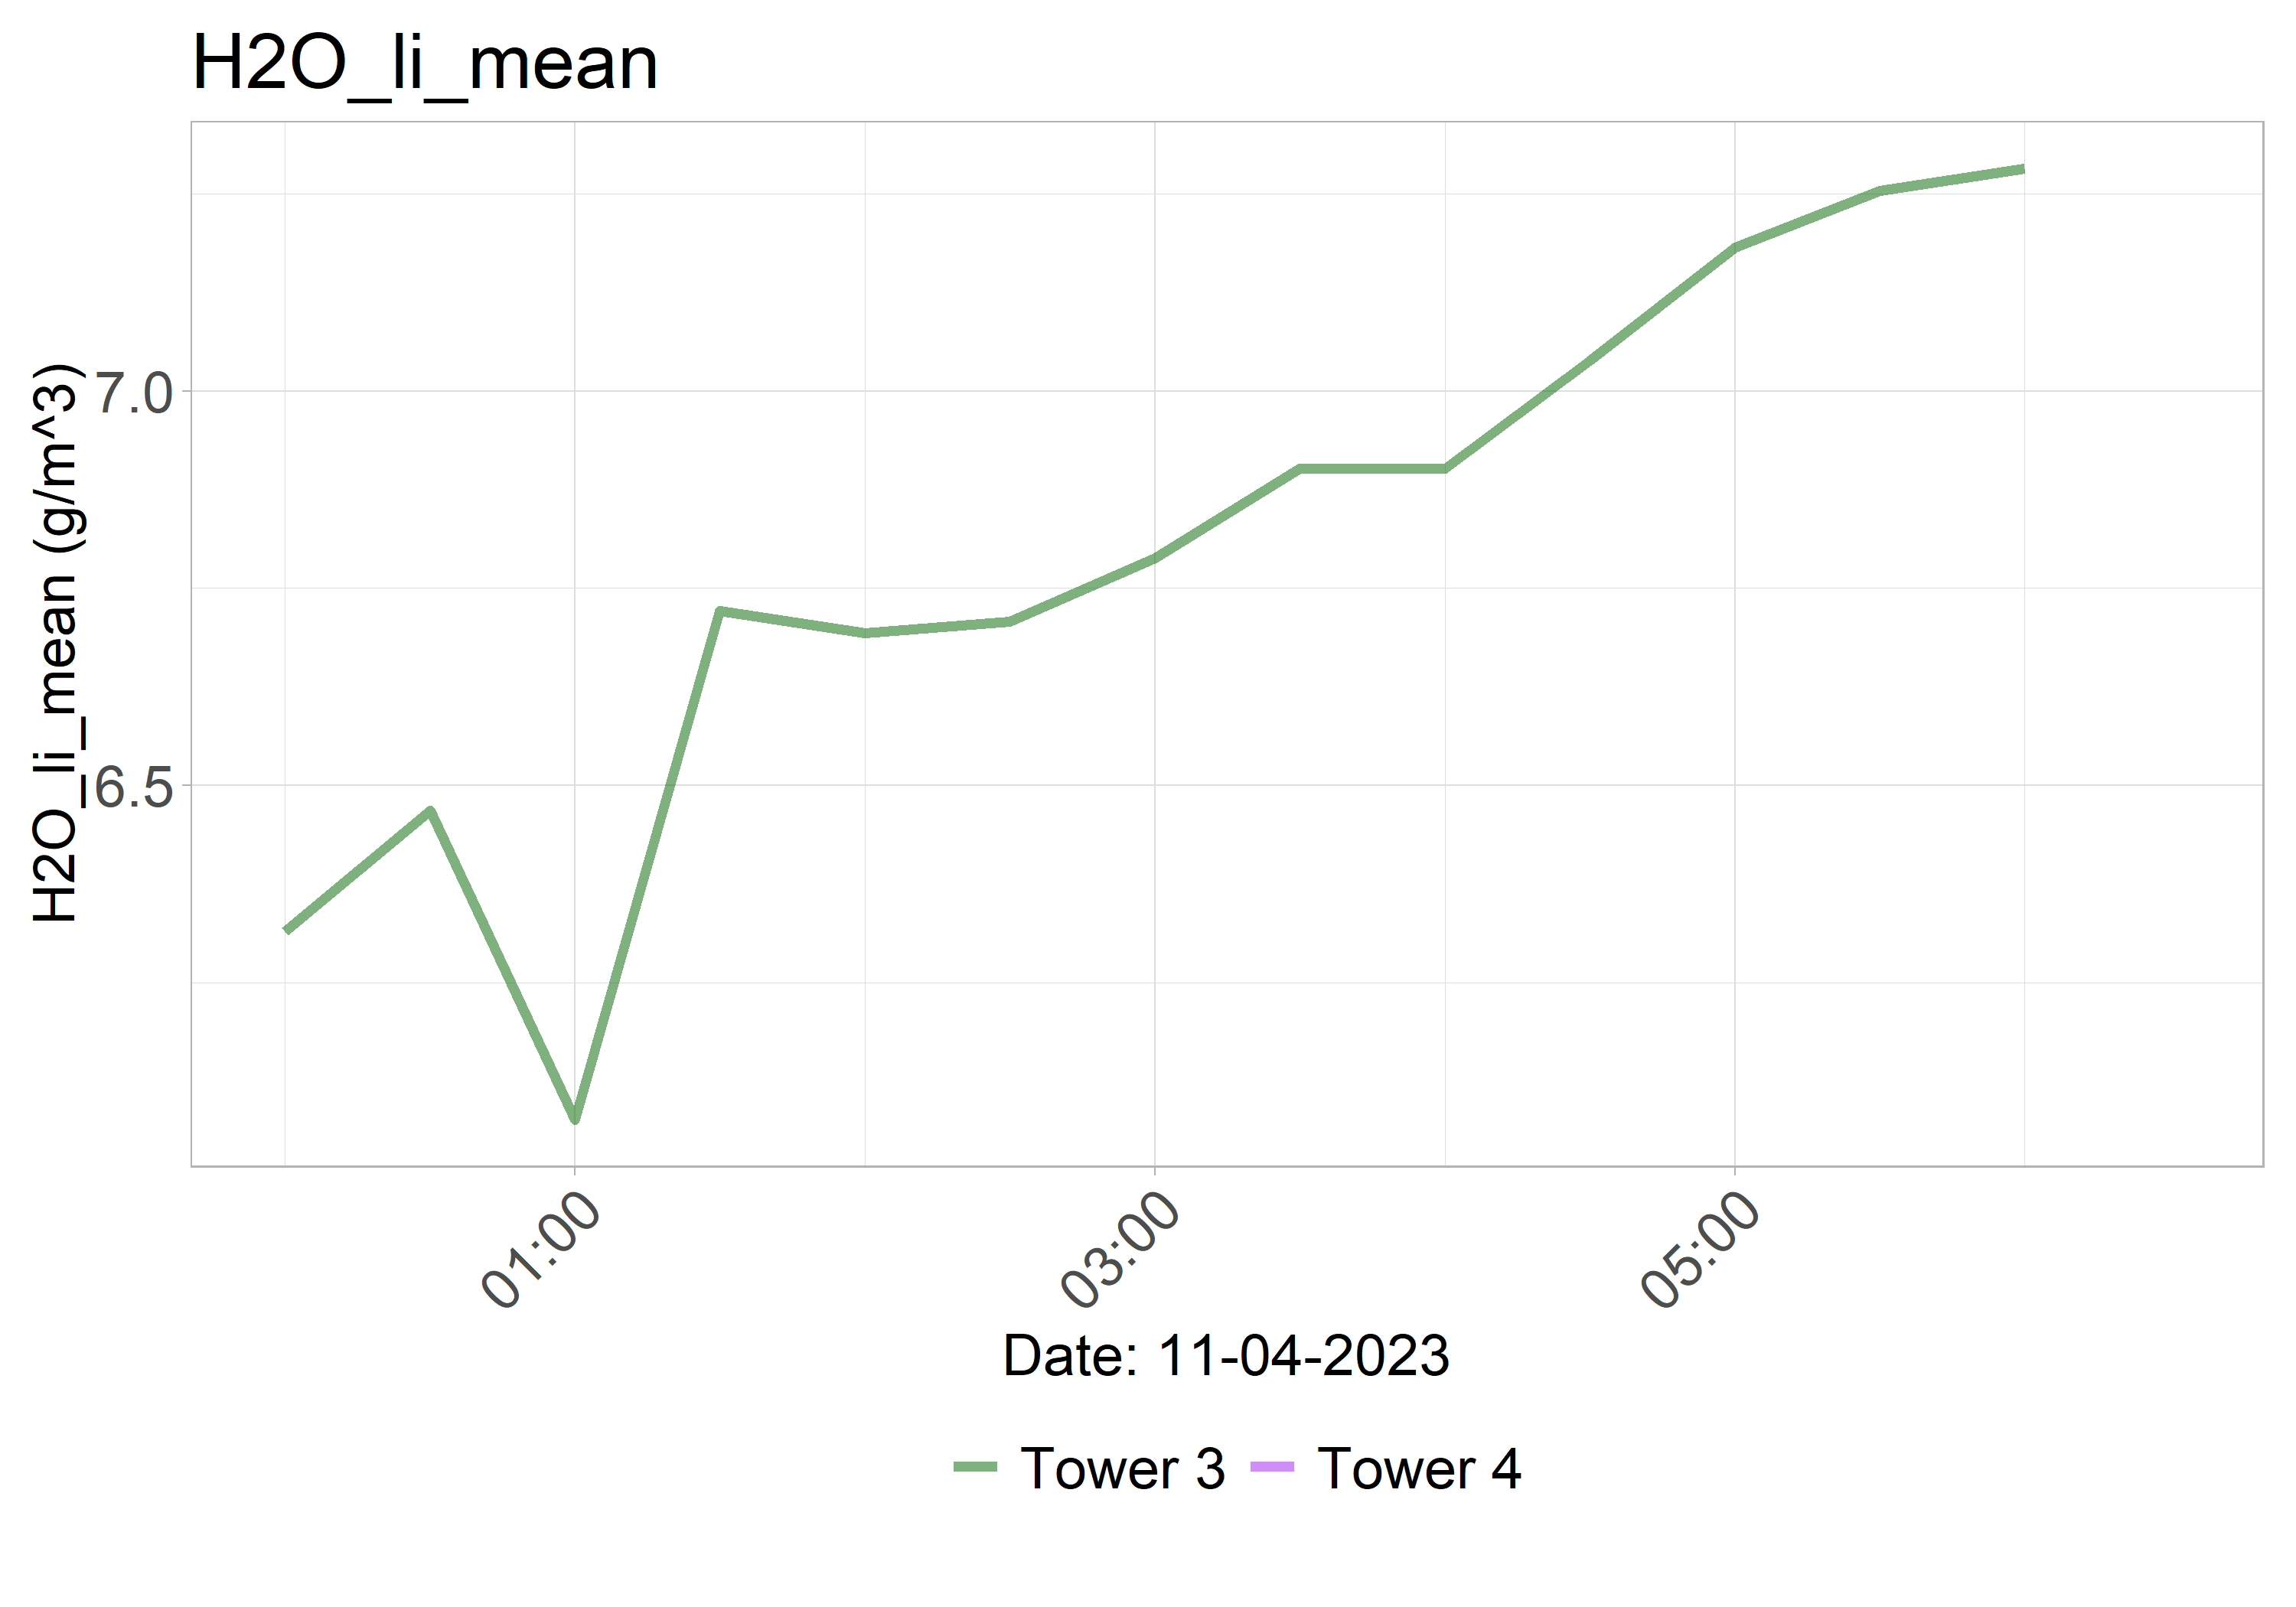 H2O_li_mean
H2O_li_mean (g/m^3)
7.0
6.5
01:00
03:00
05:00
Date: 11-04-2023
Tower 3
Tower 4